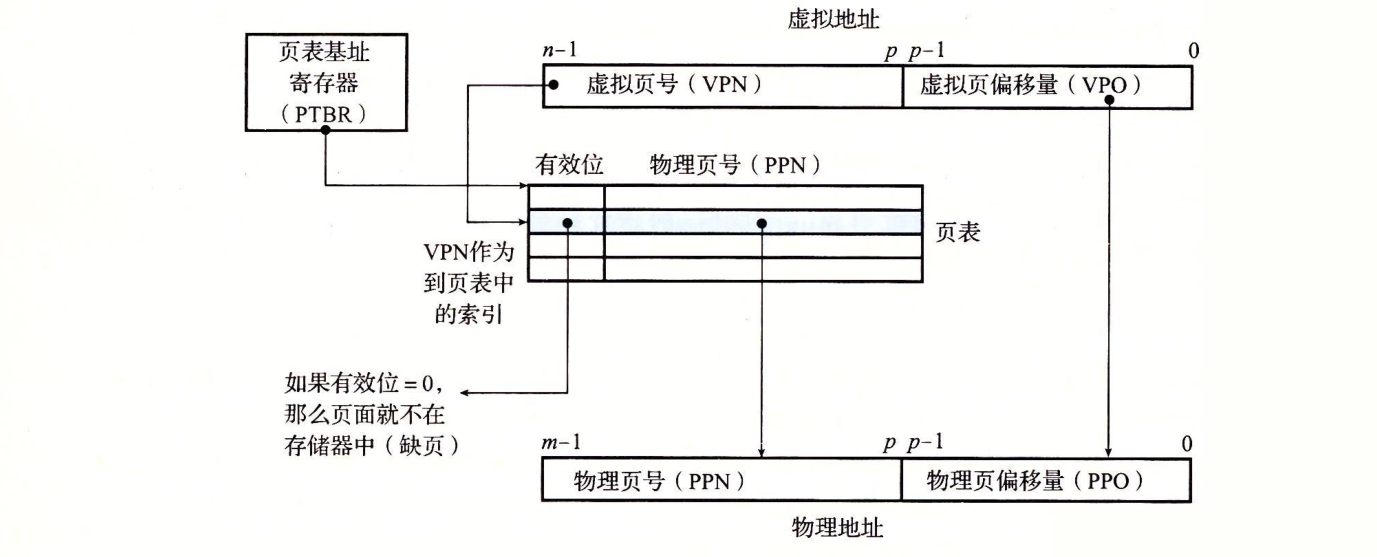 虚拟地址
页表基址
寄存器
（PTBR）
n-1
p p-1
0
虚拟页号（VPN）
虚拟页偏移量（VPO）
有效位
物理页号（PPN）
页表
VPN作为
到页表中
的索引
如果有效位=0，
那么页面就不在
存储器中（缺页）
m-1
p p-1
0
物理页号（PPN）
物理页偏移量（PPO）
物理地址